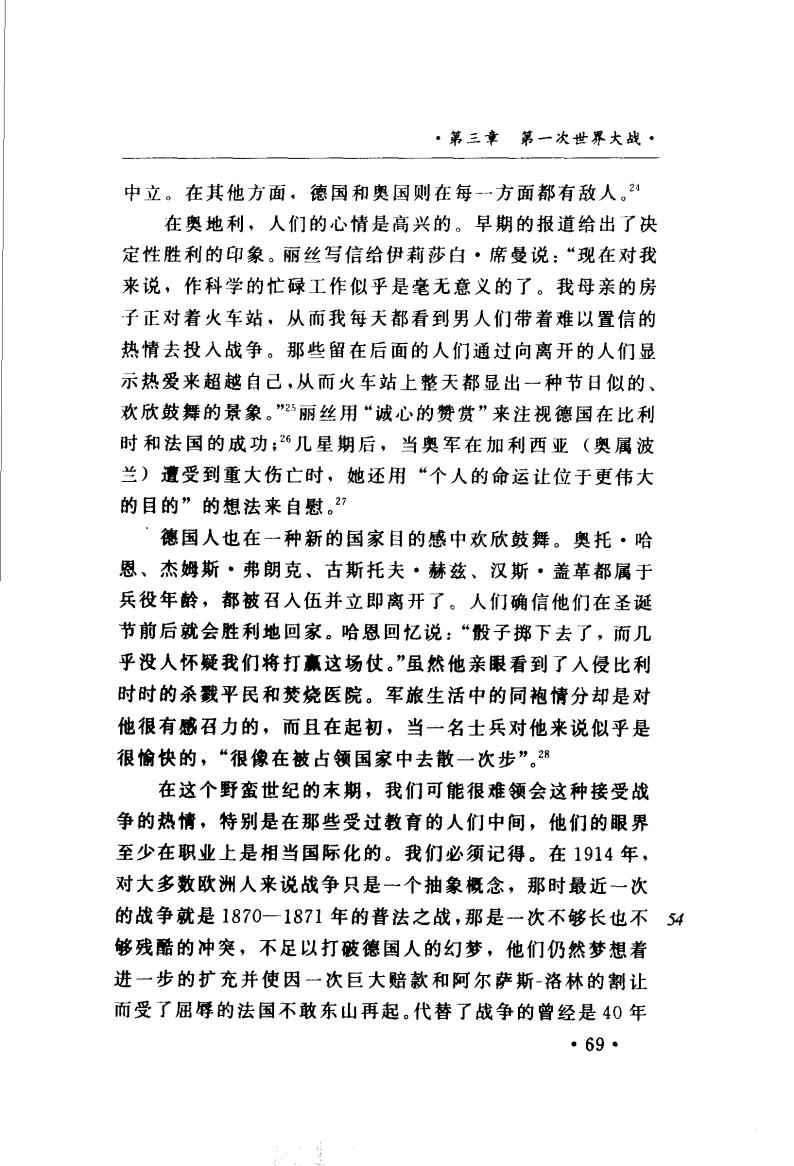 ·第三章　第一次世界大战·
中立。在其他方面，德国和奥国则在每一方面都有敌人。24
在奥地利，人们的心情是高兴的。早期的报道给出了决
定性胜利的印象。丽丝写信给伊莉莎白·席曼说：“现在对我
来说，作科学的忙碌工作似乎是毫无意义的了。我母亲的房
子正对着火车站，从而我每天都看到男人们带着难以置信的
热情去投入战争。那些留在后面的人们通过向离开的人们显
示热爱来超越自己，从而火车站上整天都显出一种节日似的、
欢欣鼓舞的景象。”25丽丝用“诚心的赞赏”来注视德国在比利
时和法国的成功；26几星期后，当奥军在加利西亚（奥属波
兰）遭受到重大伤亡时，她还用“个人的命运让位于更伟大
的目的”的想法来自慰。27
德国人也在一种新的国家目的感中欢欣鼓舞。奥托·哈
恩、杰姆斯·弗朗克、古斯托夫·赫兹、汉斯·盖革都属于
兵役年龄，都被召入伍并立即离开了。人们确信他们在圣诞
节前后就会胜利地回家。哈恩回忆说：“骰子掷下去了，而几
乎没人怀疑我们将打赢这场仗。”虽然他亲眼看到了入侵比利
时时的杀戮平民和焚烧医院。军旅生活中的同袍情分却是对
他很有感召力的，而且在起初，当一名士兵对他来说似乎是
很愉快的，“很像在被占领国家中去散一次步”。28
在这个野蛮世纪的末期，我们可能很难领会这种接受战
争的热情，特别是在那些受过教育的人们中间，他们的眼界
至少在职业上是相当国际化的。我们必须记得。在1914年，
对大多数欧洲人来说战争只是一个抽象概念，那时最近一次
的战争就是1870—1871年的普法之战，那是一次不够长也不 54
够残酷的冲突，不足以打破德国人的幻梦，他们仍然梦想着
进一步的扩充并使因一次巨大赔款和阿尔萨斯-洛林的割让
而受了屈辱的法国不敢东山再起。代替了战争的曾经是40年
·69·